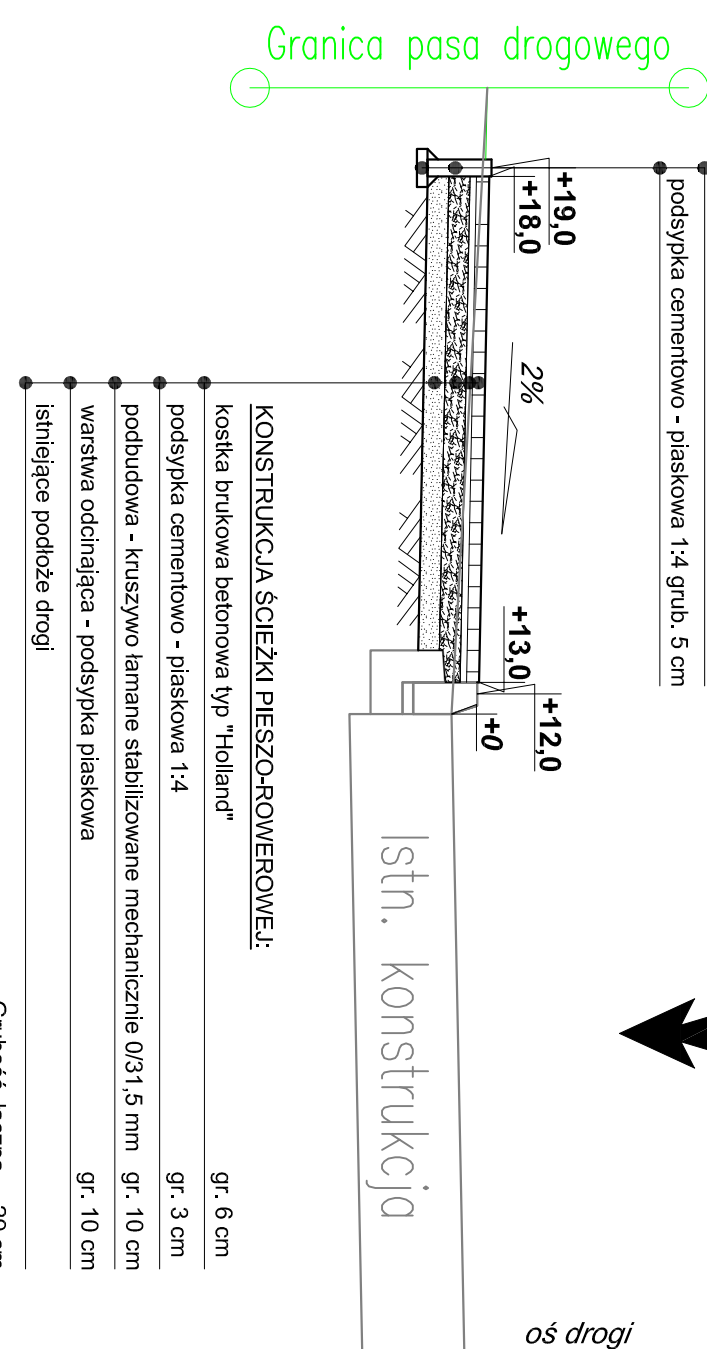 Granica pasa drogowego
podsypka cementowo - piaskowa 1:4 grub. 5 cm
+19,0
+18,0
2%
+13,0
+12,0
+0
KONSTRUKCJA ŚCIEŻKI PIESZO-ROWEROWEJ:
kostka brukowa betonowa typ "Holland" gr. 6 cm
podsypka cementowo - piaskowa 1:4 gr. 3 cm
podbudowa - kruszywo łamane stabilizowane mechanicznie 0/31,5 mm gr. 10 cm
warstwa odcinająca - podsypka piaskowa gr. 10 cm
istniejące podłoże drogi
Istn. konstrukcja
oś drogi